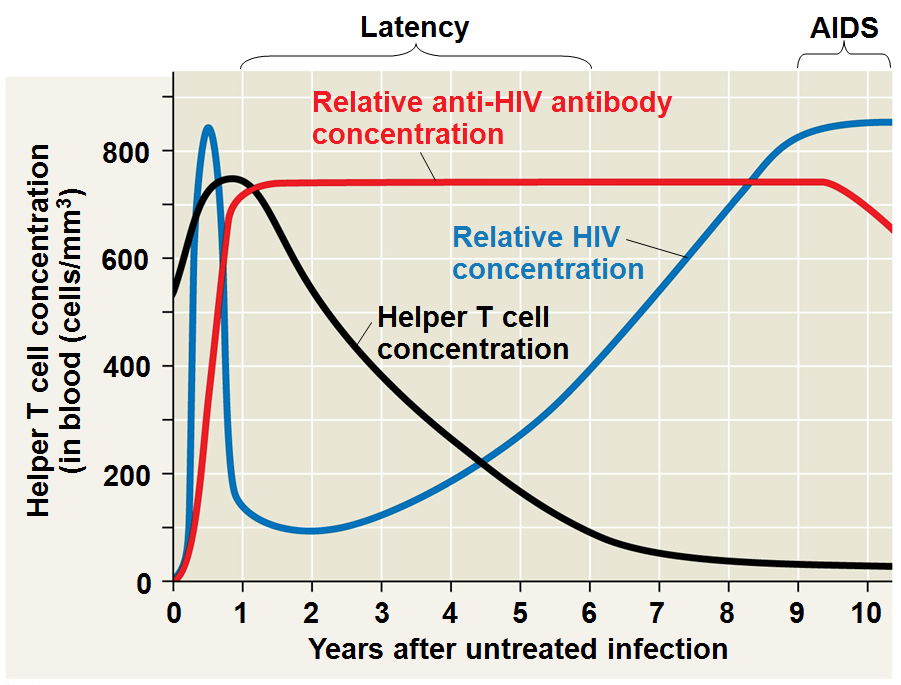 Latency
AIDS
Relative anti-HIV antibody
concentration
Relative HIV
concentration
Helper T cell
concentration
Helper T cell concentration
(in blood (cells/mm³)
800
600
400
200
0
0 1 2 3 4 5 6 7 8 9 10
Years after untreated infection